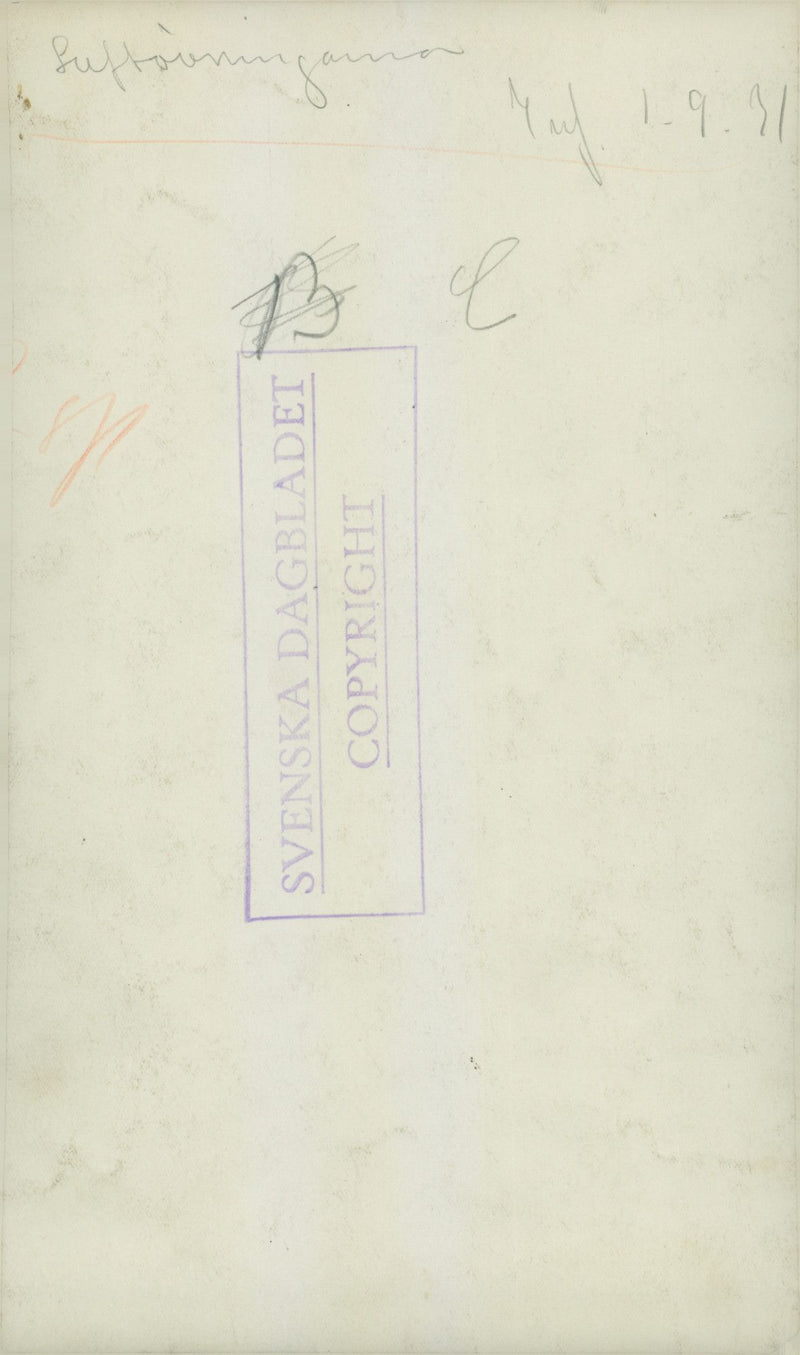 Luftövningarna
Inf. 1-9.31
B C
SVENSKA DAGBLADET
COPYRIGHT